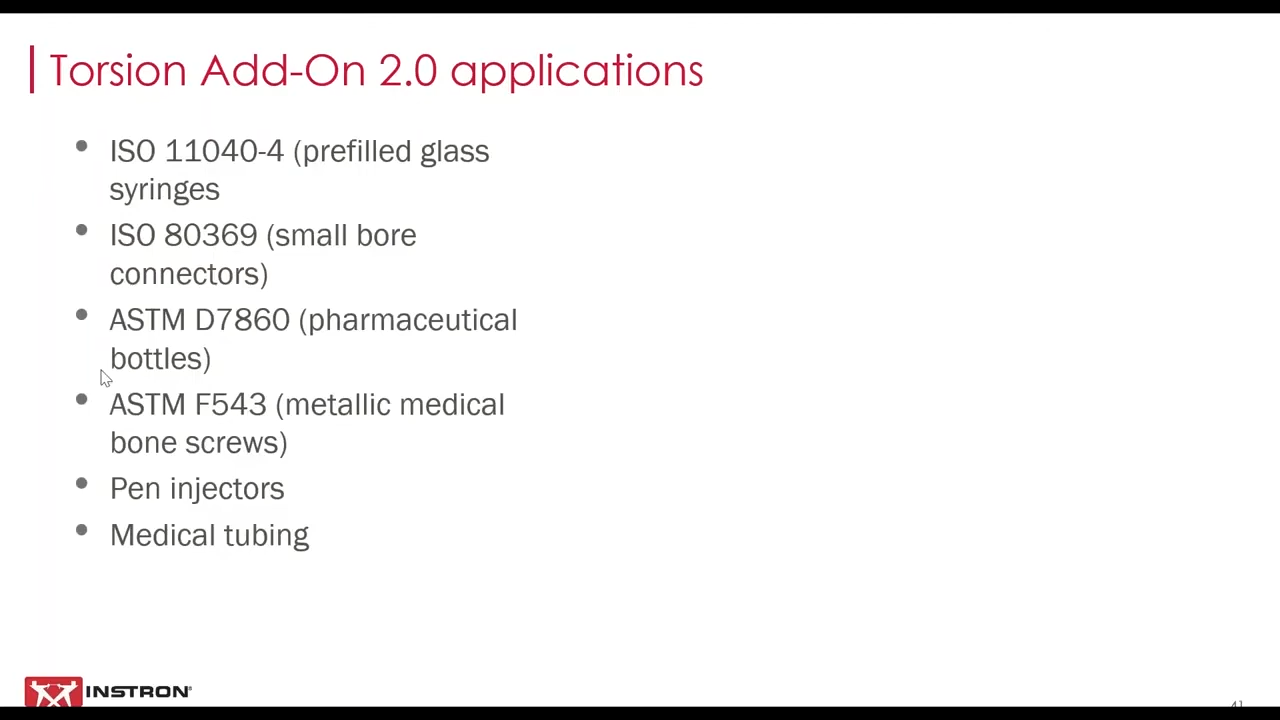 Torsion Add-On 2.0 applications
• ISO 11040-4 (prefilled glass
syringes
• ISO 80369 (small bore
connectors)
• ASTM D7860 (pharmaceutical
bottles)
• ASTM F543 (metallic medical
bone screws)
• Pen injectors
• Medical tubing
INSTRON®